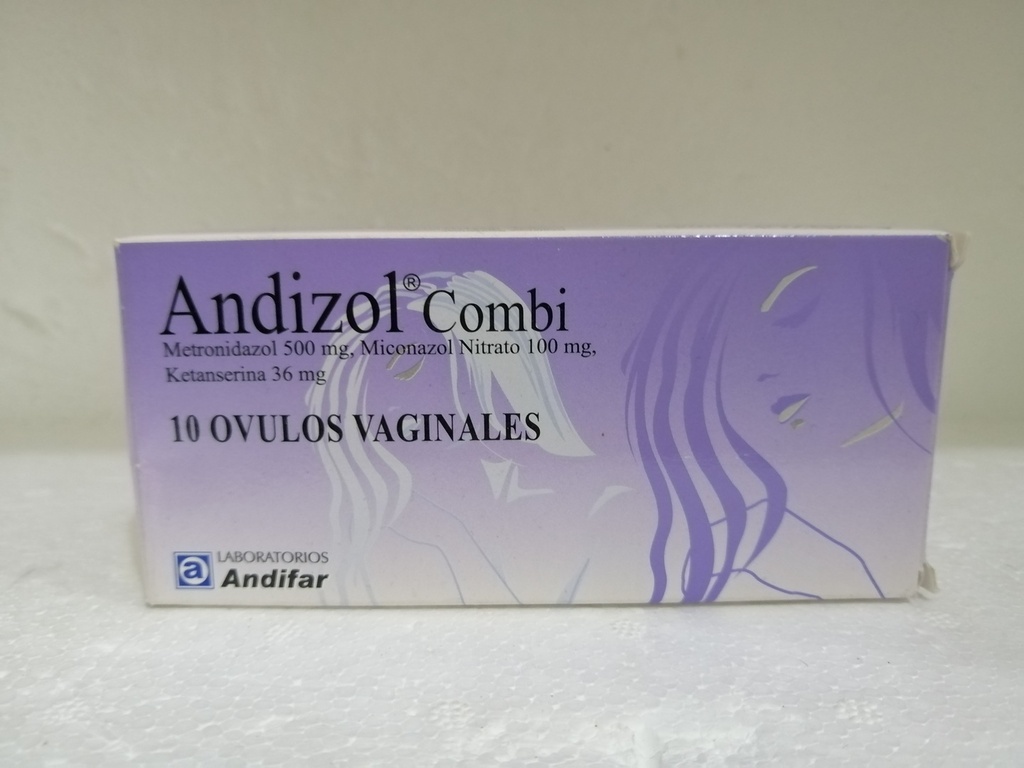 Andizol® Combi
Metronidazol 500 mg, Miconazol Nitrato 100 mg,
Ketanserina 36 mg
10 OVULOS VAGINALES
a LABORATORIOS
Andifar